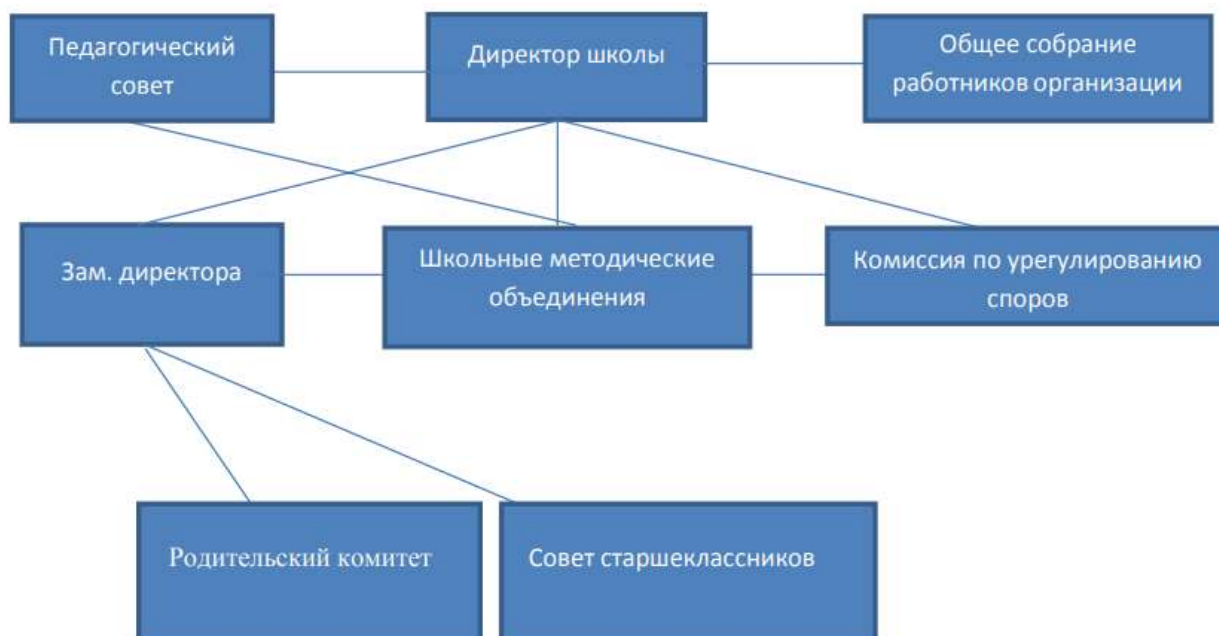 Педагогический
совет
Директор школы
Общее собрание
работников организации
Зам. директора
Школьные методические
объединения
Комиссия по урегулированию
споров
Родительский комитет
Совет старшеклассников